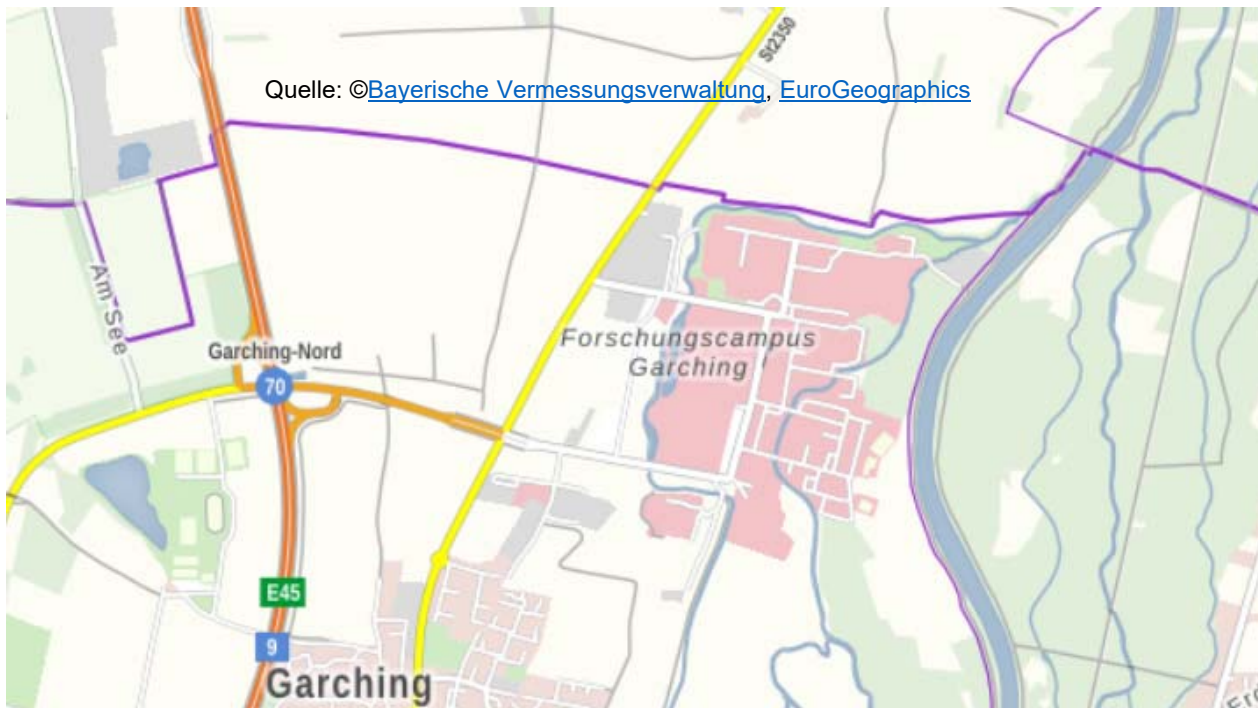 St2350
Quelle: ©Bayerische Vermessungsverwaltung, EuroGeographics
Am See
Garching-Nord
70
Forschungscampus
Garching
E45
9
Garching